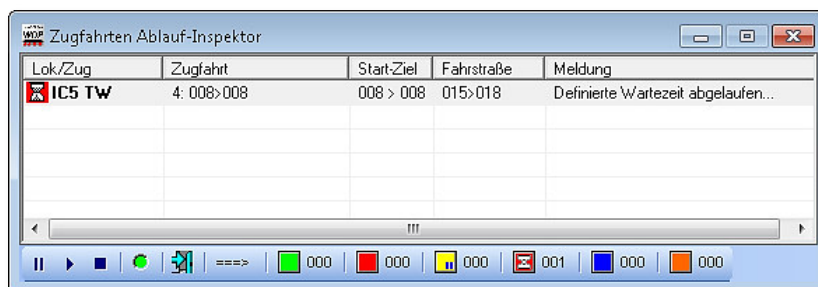 Zugfahrten Ablauf-Inspektor
Lok/Zug Zugfahrt Start-Ziel Fahrstraße Meldung
IC5 TW 4: 008>008 008 > 008 015>018 Definierte Wartezeit abgelaufen...
===> 000 000 000 001 000 000